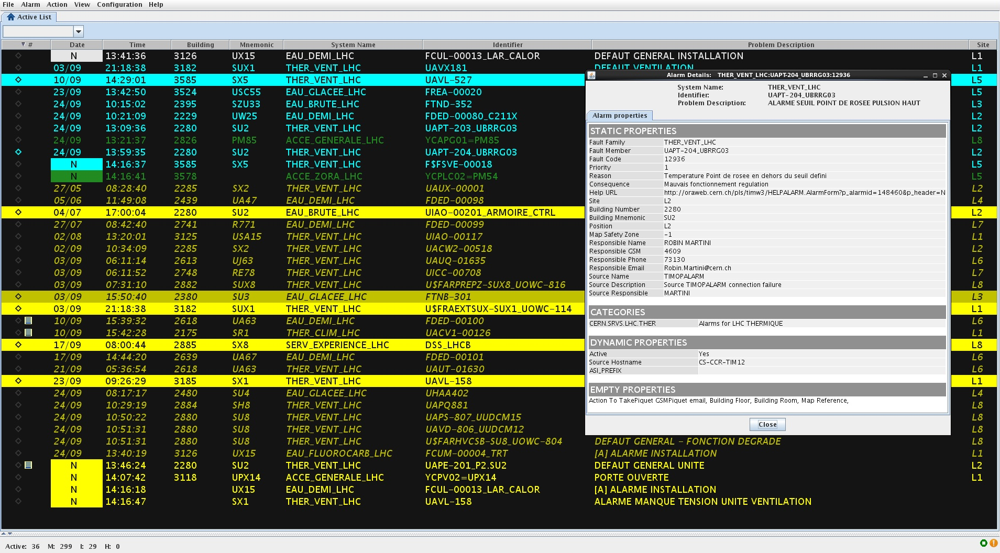 File Alarm Action View Configuration Help
Active List
# Date Time Building Mnemonic System Name Identifier Problem Description Site
N 13:41:36 3126 UX15 EAU_DEMI_LHC FCUL-00013_LAR_CALOR DEFAUT GENERAL INSTALLATION L1
03/09 21:18:38 3182 SUX1 THER_VENT_LHC UAVX181 DEFAUT VENTILATION L1
10/09 14:29:01 3585 SX5 THER_VENT_LHC UAVL-527 L5
23/09 13:42:50 3524 USC55 EAU_GLACEE_LHC FREA-00020 L5
24/09 10:15:02 2395 SZU33 EAU_BRUTE_LHC FTND-352 L3
24/09 10:21:09 2229 UW25 EAU_DEMI_LHC FDED-00080_C211X L2
24/09 13:09:36 2280 SU2 THER_VENT_LHC UAPT-203_UBRRG03 L2
24/09 13:21:37 2826 PM85 ACCE_GENERALE_LHC YCAPG01=PM85 L8
24/09 13:59:35 2280 SU2 THER_VENT_LHC UAPT-204_UBRRG03 L2
N 14:16:37 3585 SX5 THER_VENT_LHC F$FSVE-00018 L5
N 14:16:41 3578 ACCE_ZORA_LHC YCPLC02=PM54 L5
27/05 08:28:40 2285 SX2 THER_VENT_LHC UAUX-00001 L2
05/06 11:49:08 2439 UA47 EAU_DEMI_LHC FDED-00098 L4
04/07 17:00:04 2280 SU2 EAU_BRUTE_LHC UIAO-00201_ARMOIRE_CTRL L2
27/07 08:42:40 2741 R771 EAU_DEMI_LHC FDED-00099 L7
02/08 13:20:01 3125 USA15 THER_VENT_LHC UIAO-00117 L1
02/09 10:34:09 2285 SX2 THER_VENT_LHC UACW2-00518 L2
03/09 06:11:14 2613 UJ63 THER_VENT_LHC UAUQ-01635 L6
03/09 06:11:52 2748 RE78 THER_VENT_LHC UICC-00708 L7
03/09 07:31:10 2882 SUX8 THER_VENT_LHC U$FARPREPZ-SUX8_UOWC-816 L8
03/09 15:50:40 2380 SU3 EAU_GLACEE_LHC FTNB-301 L3
03/09 21:18:38 3182 SUX1 THER_VENT_LHC U$FRAEXTSUX-SUX1_UOWC-114 L1
10/09 15:39:32 2618 UA63 EAU_DEMI_LHC FDED-00100 L6
10/09 15:42:28 2175 SR1 THER_CLIM_LHC UACV1-00126 L1
17/09 08:00:44 2885 SX8 SERV_EXPERIENCE_LHC DSS_LHCB L8
17/09 14:44:20 2639 UA67 EAU_DEMI_LHC FDED-00101 L6
21/09 05:36:54 2618 UA63 THER_VENT_LHC UAUT-01630 L6
23/09 09:26:29 3185 SX1 THER_VENT_LHC UAVL-158 L1
24/09 08:17:17 2480 SU4 EAU_GLACEE_LHC UHAA402 L4
24/09 10:29:19 2884 SH8 THER_VENT_LHC UAPQ881 L8
24/09 10:50:22 2880 SU8 THER_VENT_LHC UAPS-807_UUDCM15 L8
24/09 10:51:31 2880 SU8 THER_VENT_LHC UAVD-806_UUDCM12 L8
24/09 10:51:31 2880 SU8 THER_VENT_LHC U$FARHVCSB-SU8_UOWC-804 DEFAUT GENERAL - FONCTION DEGRADE L8
24/09 13:40:19 3126 UX15 EAU_FLUOROCARB_LHC FCUM-00004_TRT [A] ALARME INSTALLATION L1
N 13:46:24 2280 SU2 THER_VENT_LHC UAPE-201_P2.SU2 DEFAUT GENERAL UNITE L2
N 14:07:42 3118 UPX14 ACCE_GENERALE_LHC YCPV02=UPX14 PORTE OUVERTE L1
N 14:16:18 UX15 EAU_DEMI_LHC FCUL-00013_LAR_CALOR [A] ALARME INSTALLATION
N 14:16:47 SX1 THER_VENT_LHC UAVL-158 ALARME MANQUE TENSION UNITE VENTILATION
Alarm Details: THER_VENT_LHC:UAPT-204_UBRRG03:12936
System Name: THER_VENT_LHC
Identifier: UAPT-204_UBRRG03
Problem Description: ALARME SEUIL POINT DE ROSEE PULSION HAUT
Alarm properties
STATIC PROPERTIES
Fault Family THER_VENT_LHC
Fault Member UAPT-204_UBRRG03
Fault Code 12936
Priority 1
Reason Temperature Point de rosee en dehors du seuil defini
Consequence Mauvais fonctionnement regulation
Help URL http://oraweb.cern.ch/pls/timw3/HELPALARM.AlarmForm?p_alarmid=148460&p_header=N
Site L2
Building Number 2280
Building Mnemonic SU2
Position L2
Map Safety Zone -1
Responsible Name ROBIN MARTINI
Responsible GSM 4609
Responsible Phone 73130
Responsible Email Robin.Martini@cern.ch
Source Name TIMOPALARM
Source Description Source TIMOPALARM connection failure
Source Responsible MARTINI
CATEGORIES
CERN.SRVS.LHC.THER Alarms for LHC THERMIQUE
DYNAMIC PROPERTIES
Active Yes
Source Hostname CS-CCR-TIM12
ASI_PREFIX
EMPTY PROPERTIES
Action To TakePiquet GSMPiquet email, Building Floor, Building Room, Map Reference,
Close
Active: 36 M: 299 I: 29 H: 0